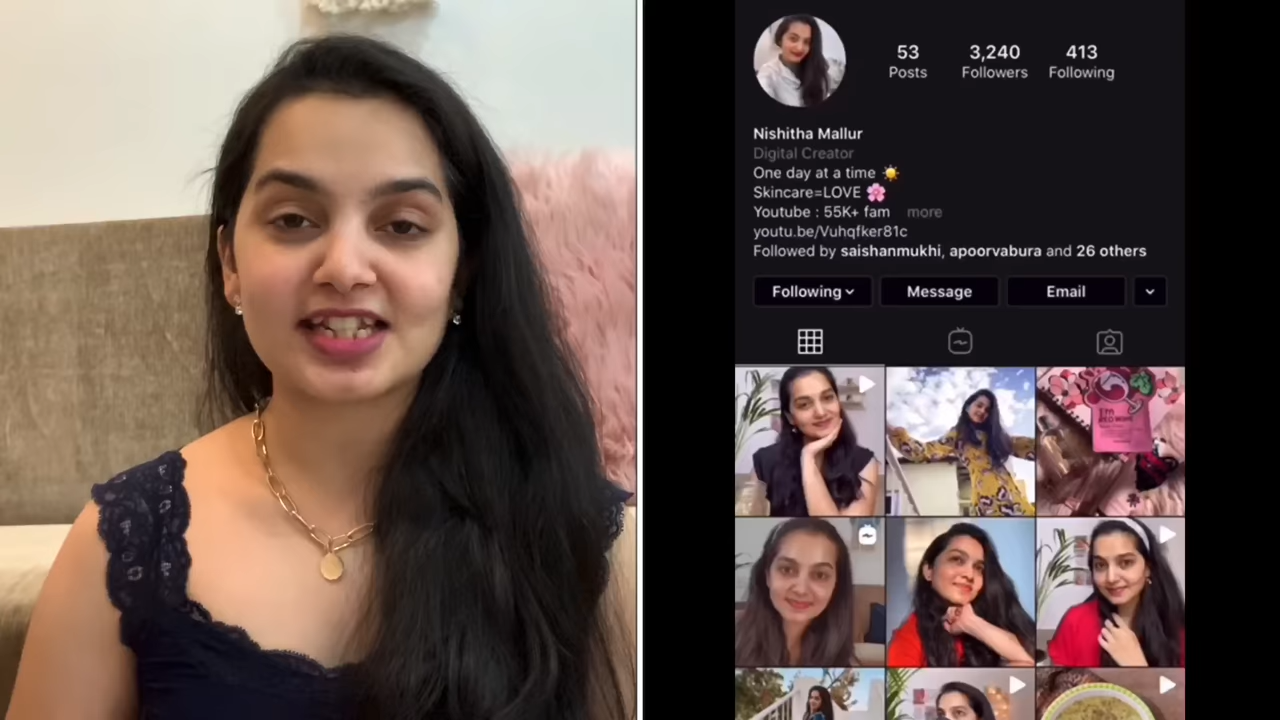 53 3,240 413
Posts Followers Following
Nishitha Mallur
Digital Creator
One day at a time ☀️
Skincare=LOVE 🌸
Youtube : 55K+ fam more
youtu.be/Vuhqfker81c
Followed by saishanmukhi, apoorvabura and 26 others
Following Message Email
I'm